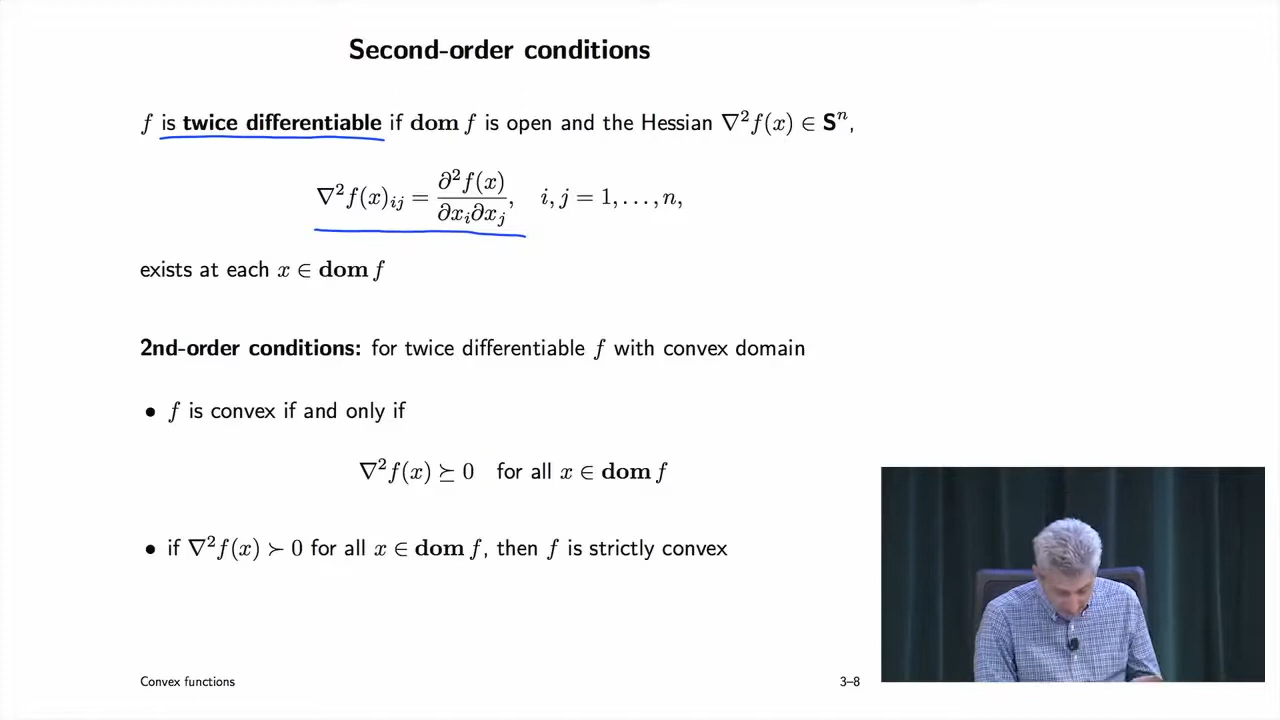 Second-order conditions
f is twice differentiable if dom f is open and the Hessian ∇²f(x) ∈ Sⁿ,
∇²f(x)ᵢⱼ = ∂²f(x)/∂xᵢ∂xⱼ, i, j = 1, . . . , n,
exists at each x ∈ dom f
2nd-order conditions: for twice differentiable f with convex domain
• f is convex if and only if
∇²f(x) ⪰ 0 for all x ∈ dom f
• if ∇²f(x) ≻ 0 for all x ∈ dom f, then f is strictly convex
Convex functions 3–8